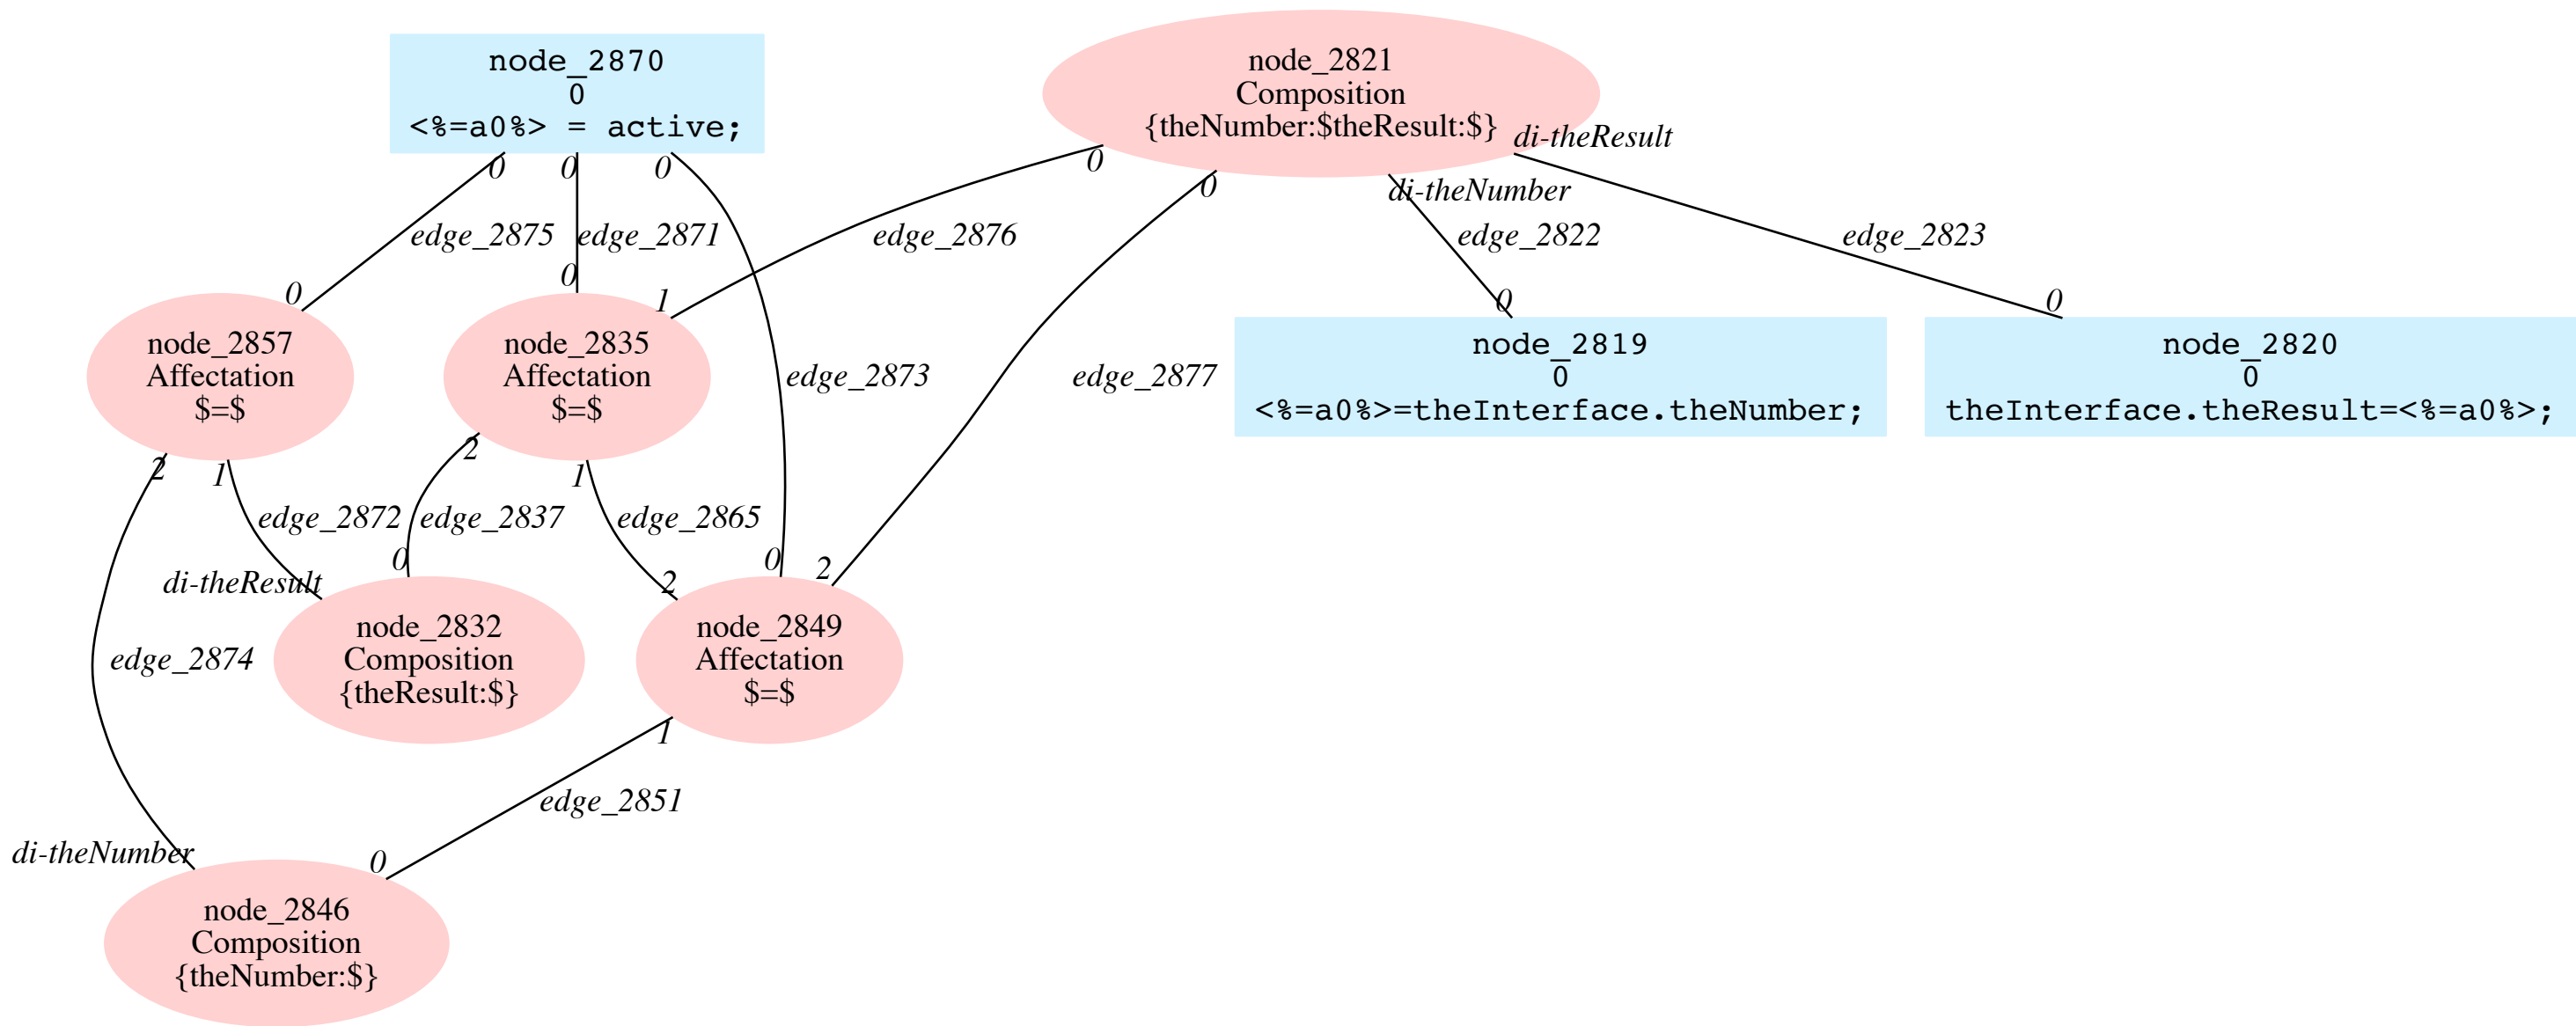 node_2870
0
<%=a0%> = active;
node_2821
Composition
{theNumber:$theResult:$}
di-theResult
0
0
0
0
0
di-theNumber
edge_2875
edge_2871
edge_2876
edge_2822
edge_2823
0
0
1
0
0
node_2857
Affectation
$=$
node_2835
Affectation
$=$
edge_2873
edge_2877
node_2819
0
<%=a0%>=theInterface.theNumber;
node_2820
0
theInterface.theResult=<%=a0%>;
2
1
2
1
edge_2872
edge_2837
edge_2865
di-theResult
0
2
0
2
edge_2874
node_2832
Composition
{theResult:$}
node_2849
Affectation
$=$
1
edge_2851
di-theNumber
0
node_2846
Composition
{theNumber:$}